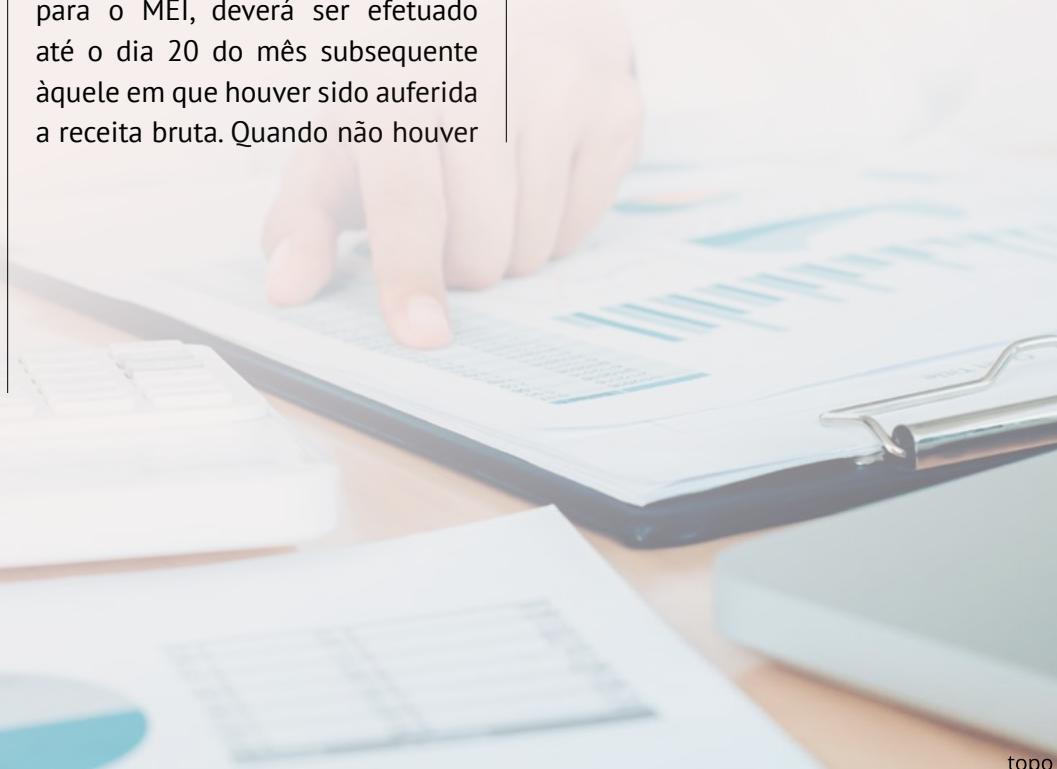 para o MEI, deverá ser efetuado
até o dia 20 do mês subsequente
àquele em que houver sido auferida
a receita bruta. Quando não houver
topo